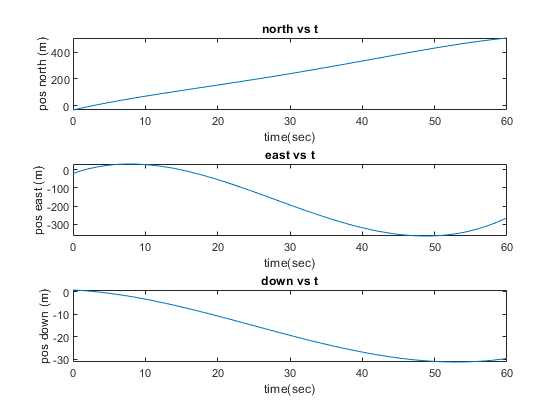 north vs t
pos north (m)
400
200
0
0 10 20 30 40 50 60
time(sec)
east vs t
pos east (m)
0
-100
-200
-300
0 10 20 30 40 50 60
time(sec)
down vs t
pos down (m)
0
-10
-20
-30
0 10 20 30 40 50 60
time(sec)